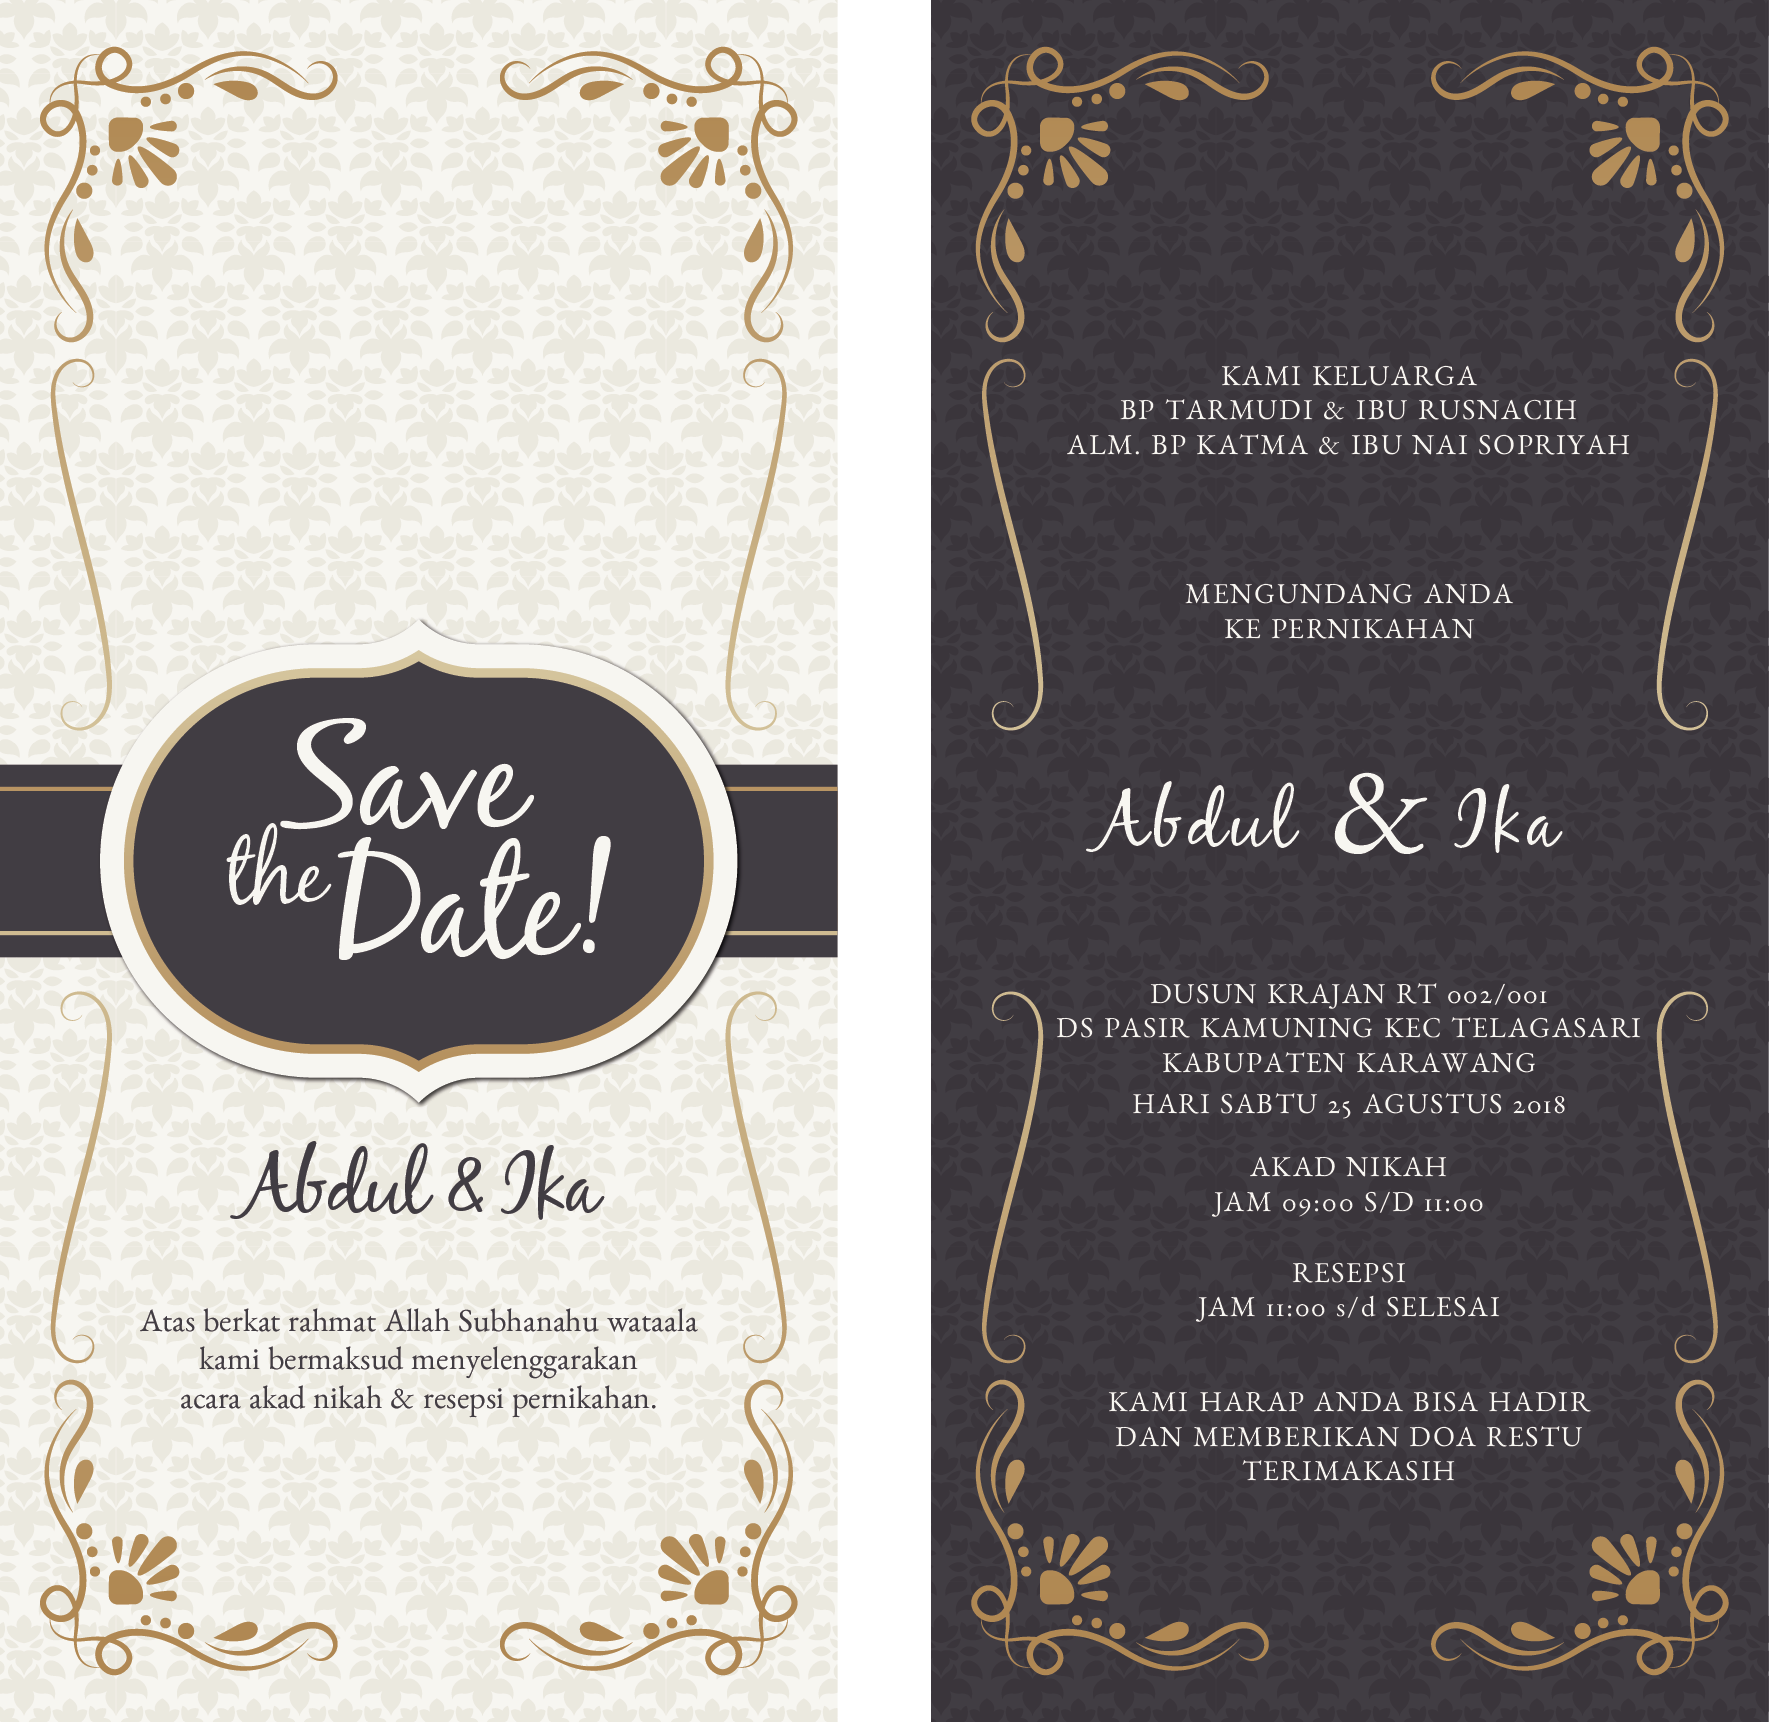 Save
the Date!
Abdul & Ika
Atas berkat rahmat Allah Subhanahu wataala
kami bermaksud menyelenggarakan
acara akad nikah & resepsi pernikahan.
KAMI KELUARGA
BP TARMUDI & IBU RUSNACIH
ALM. BP KATMA & IBU NAI SOPRIYAH
MENGUNDANG ANDA
KE PERNIKAHAN
Abdul & Ika
DUSUN KRAJAN RT 002/001
DS PASIR KAMUNING KEC TELAGASARI
KABUPATEN KARAWANG
HARI SABTU 25 AGUSTUS 2018
AKAD NIKAH
JAM 09:00 S/D 11:00
RESEPSI
JAM 11:00 s/d SELESAI
KAMI HARAP ANDA BISA HADIR
DAN MEMBERIKAN DOA RESTU
TERIMAKASIH